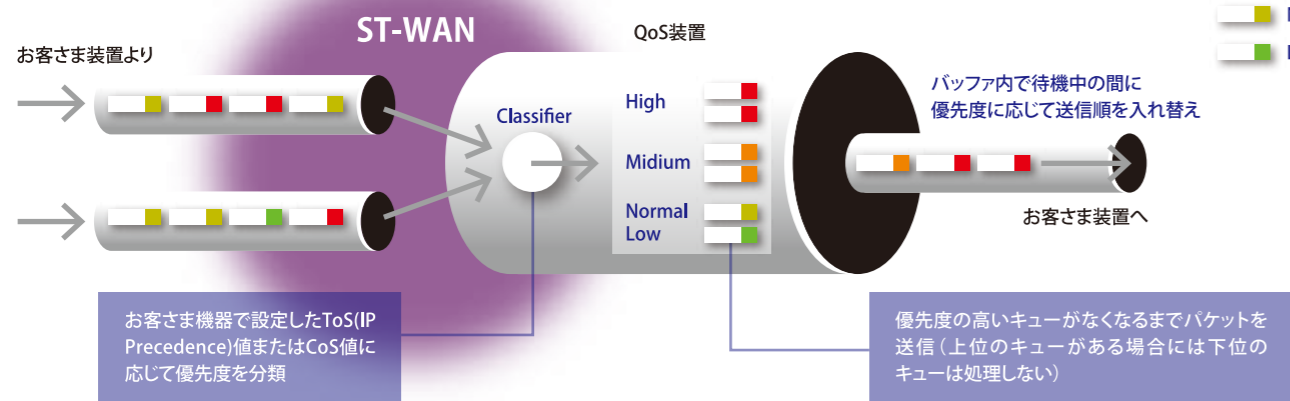 ST-WAN
お客さま装置より
QoS装置
Classifier
High
Midium
Normal
Low
バッファ内で待機中の間に
優先度に応じて送信順を入れ替え
お客さま装置へ
お客さま機器で設定したToS(IP
Precedence)値またはCoS値に
応じて優先度を分類
優先度の高いキューがなくなるまでパケットを
送信（上位のキューがある場合には下位の
キューは処理しない）